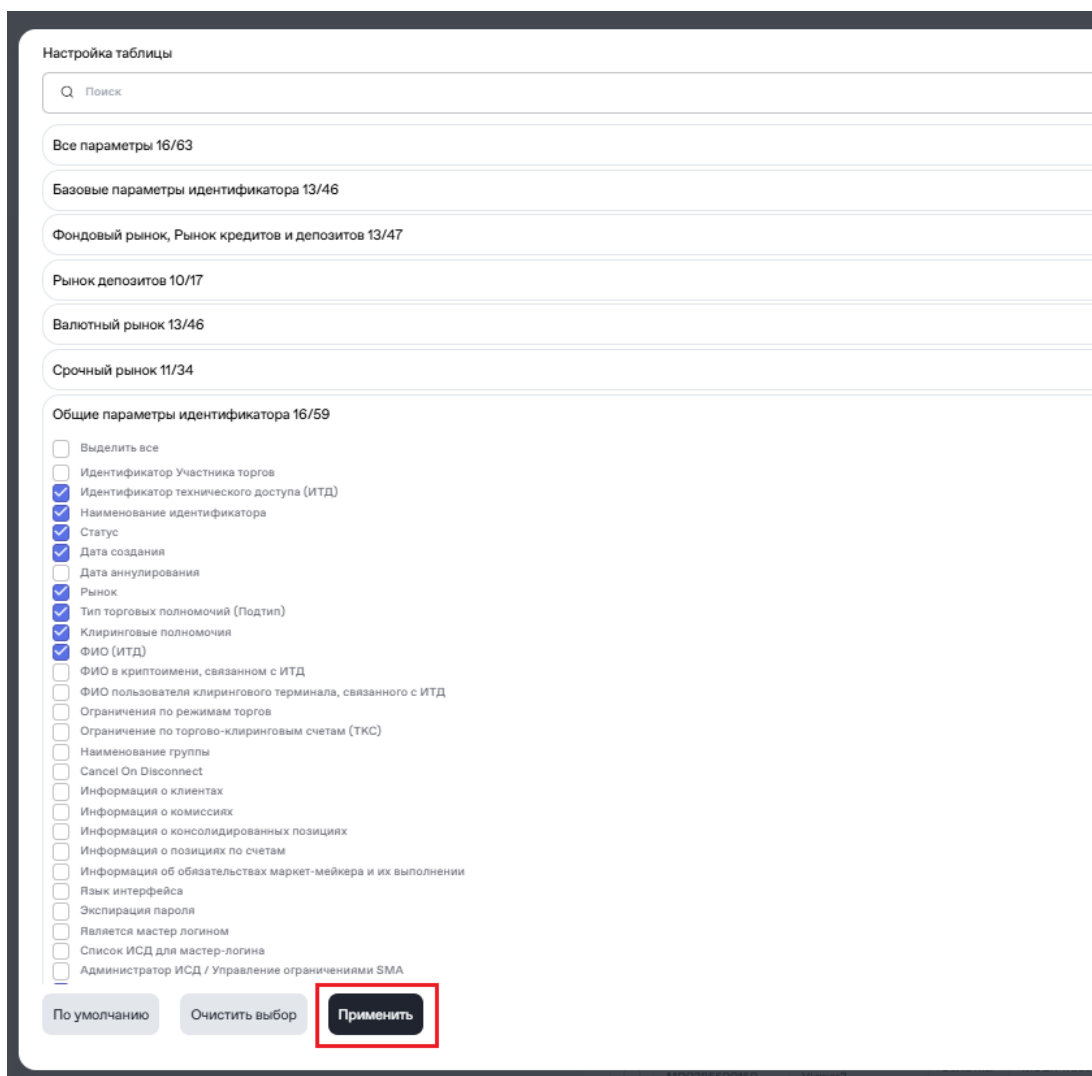 Настройка таблицы
Поиск
Все параметры 16/63
Базовые параметры идентификатора 13/46
Фондовый рынок, Рынок кредитов и депозитов 13/47
Рынок депозитов 10/17
Валютный рынок 13/46
Срочный рынок 11/34
Общие параметры идентификатора 16/59
Выделить все
Идентификатор Участника торгов
Идентификатор технического доступа (ИТД)
Наименование идентификатора
Статус
Дата создания
Дата аннулирования
Рынок
Тип торговых полномочий (Подтип)
Клиринговые полномочия
ФИО (ИТД)
ФИО в криптоимени, связанном с ИТД
ФИО пользователя клирингового терминала, связанного с ИТД
Ограничения по режимам торгов
Ограничение по торгово-клиринговым счетам (ТКС)
Наименование группы
Cancel On Disconnect
Информация о клиентах
Информация о комиссиях
Информация о консолидированных позициях
Информация о позициях по счетам
Информация об обязательствах маркет-мейкера и их выполнении
Язык интерфейса
Экспирация пароля
Является мастер логином
Список ИСД для мастер-логина
Администратор ИСД / Управление ограничениями SMA
По умолчанию Очистить выбор Применить